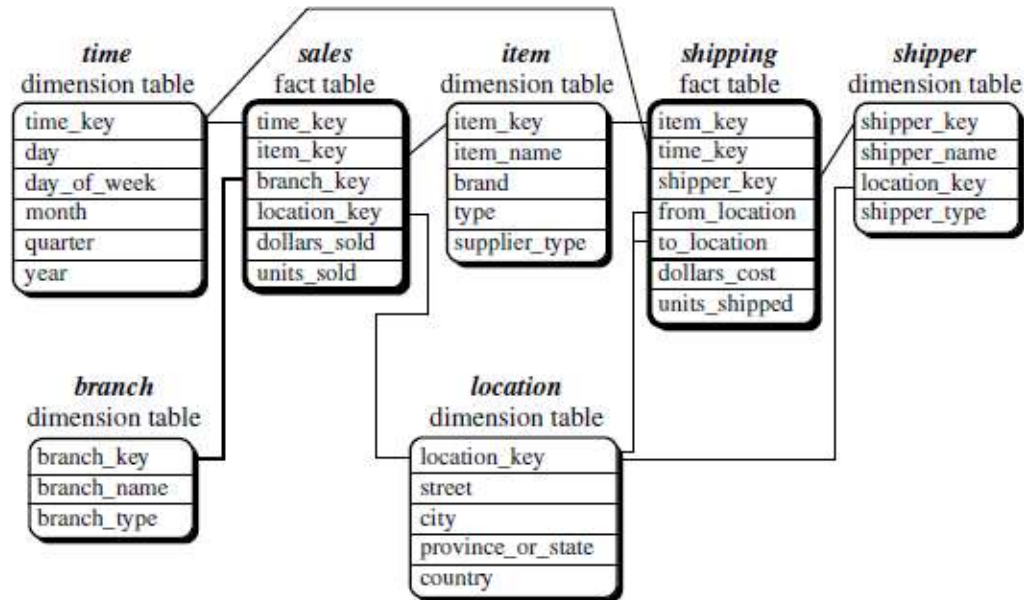 time
dimension table
time_key
day
day_of_week
month
quarter
year
sales
fact table
time_key
item_key
branch_key
location_key
dollars_sold
units_sold
item
dimension table
item_key
item_name
brand
type
supplier_type
shipping
fact table
item_key
time_key
shipper_key
from_location
to_location
dollars_cost
units_shipped
shipper
dimension table
shipper_key
shipper_name
location_key
shipper_type
branch
dimension table
branch_key
branch_name
branch_type
location
dimension table
location_key
street
city
province_or_state
country